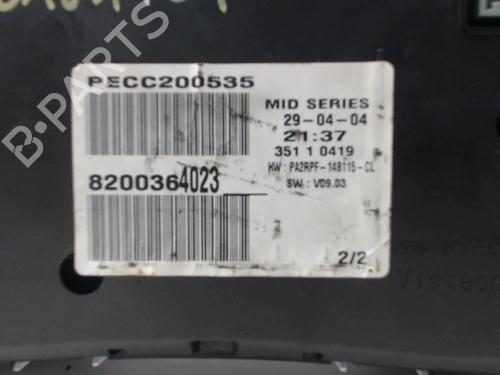 PECC200535
MID SERIES
29-04-04
21:37
351 1 0419
HW: PA2RPF-148115-CL
SW: V09.03
8200364023
2/2
Visteon
B-PARTS